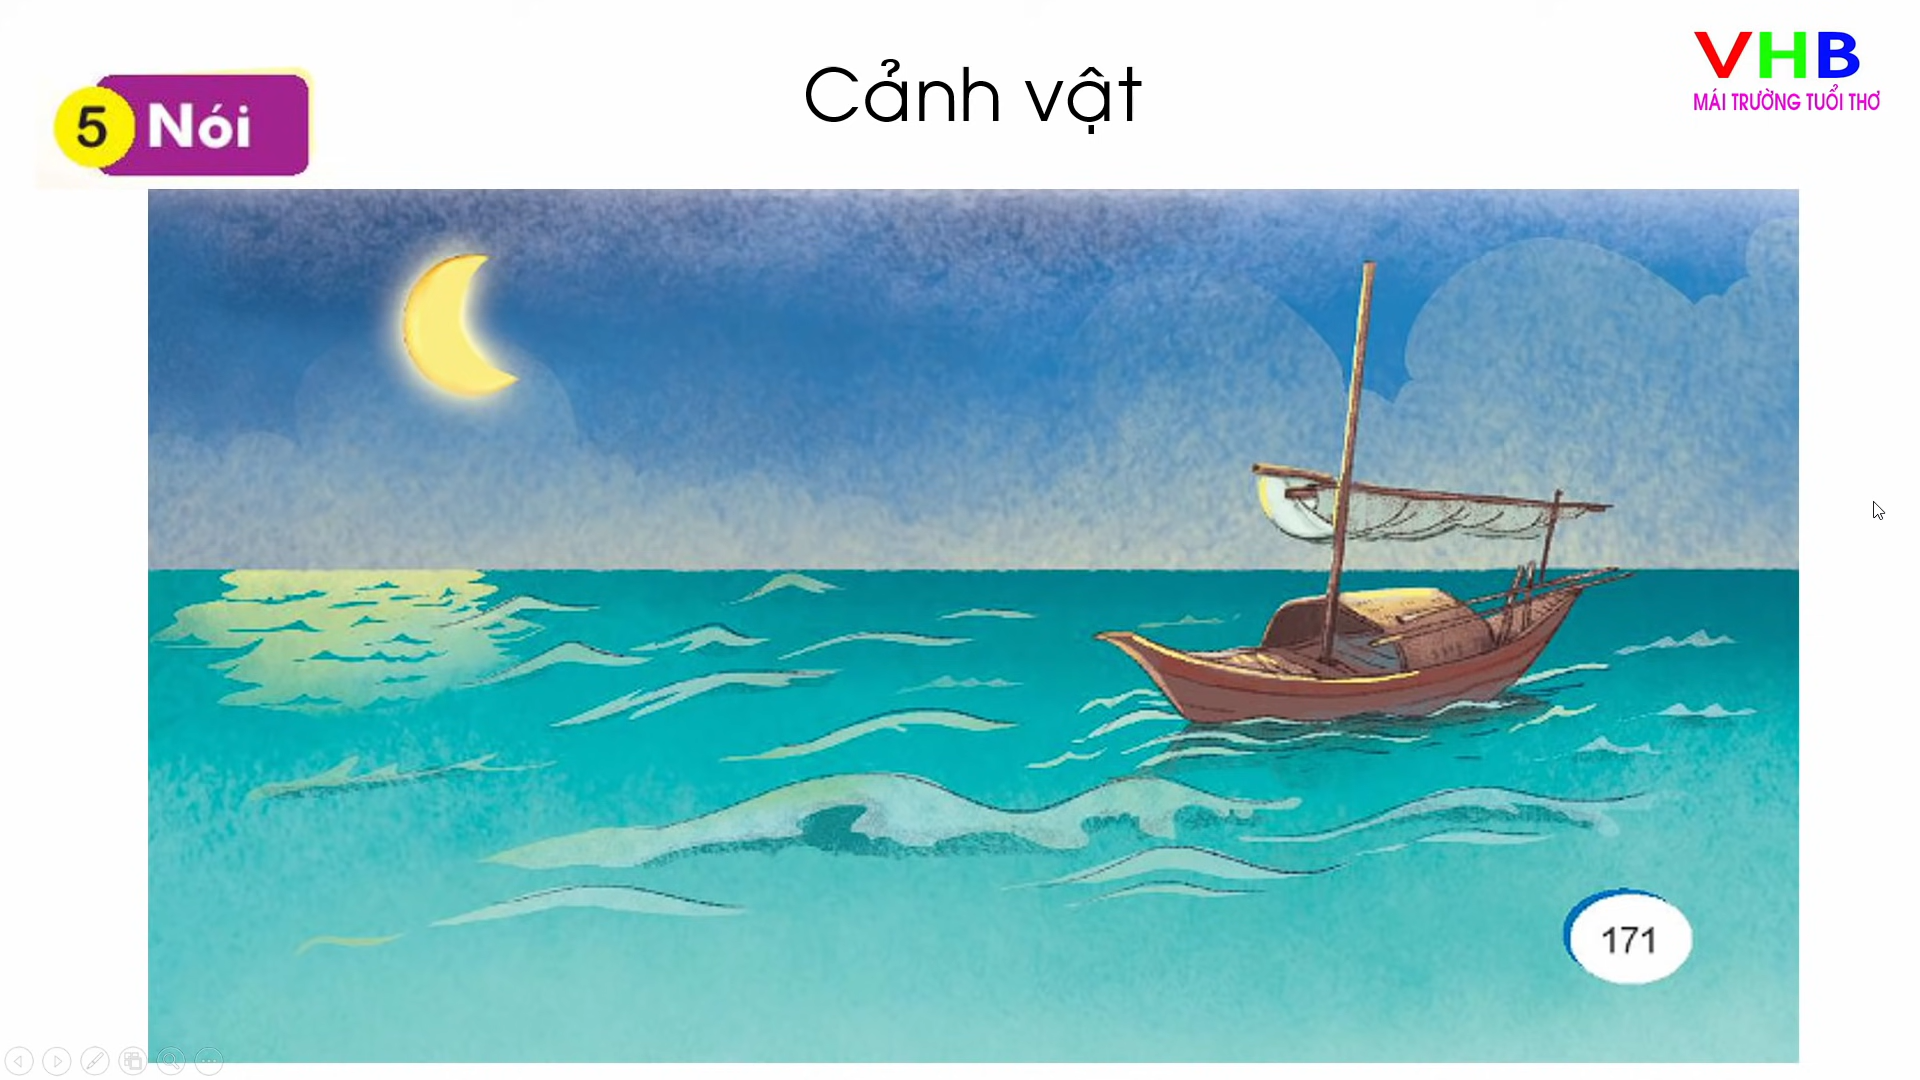 Cảnh vật
VHB
MÁI TRƯỜNG TUỔI THƠ
5 Nói
171